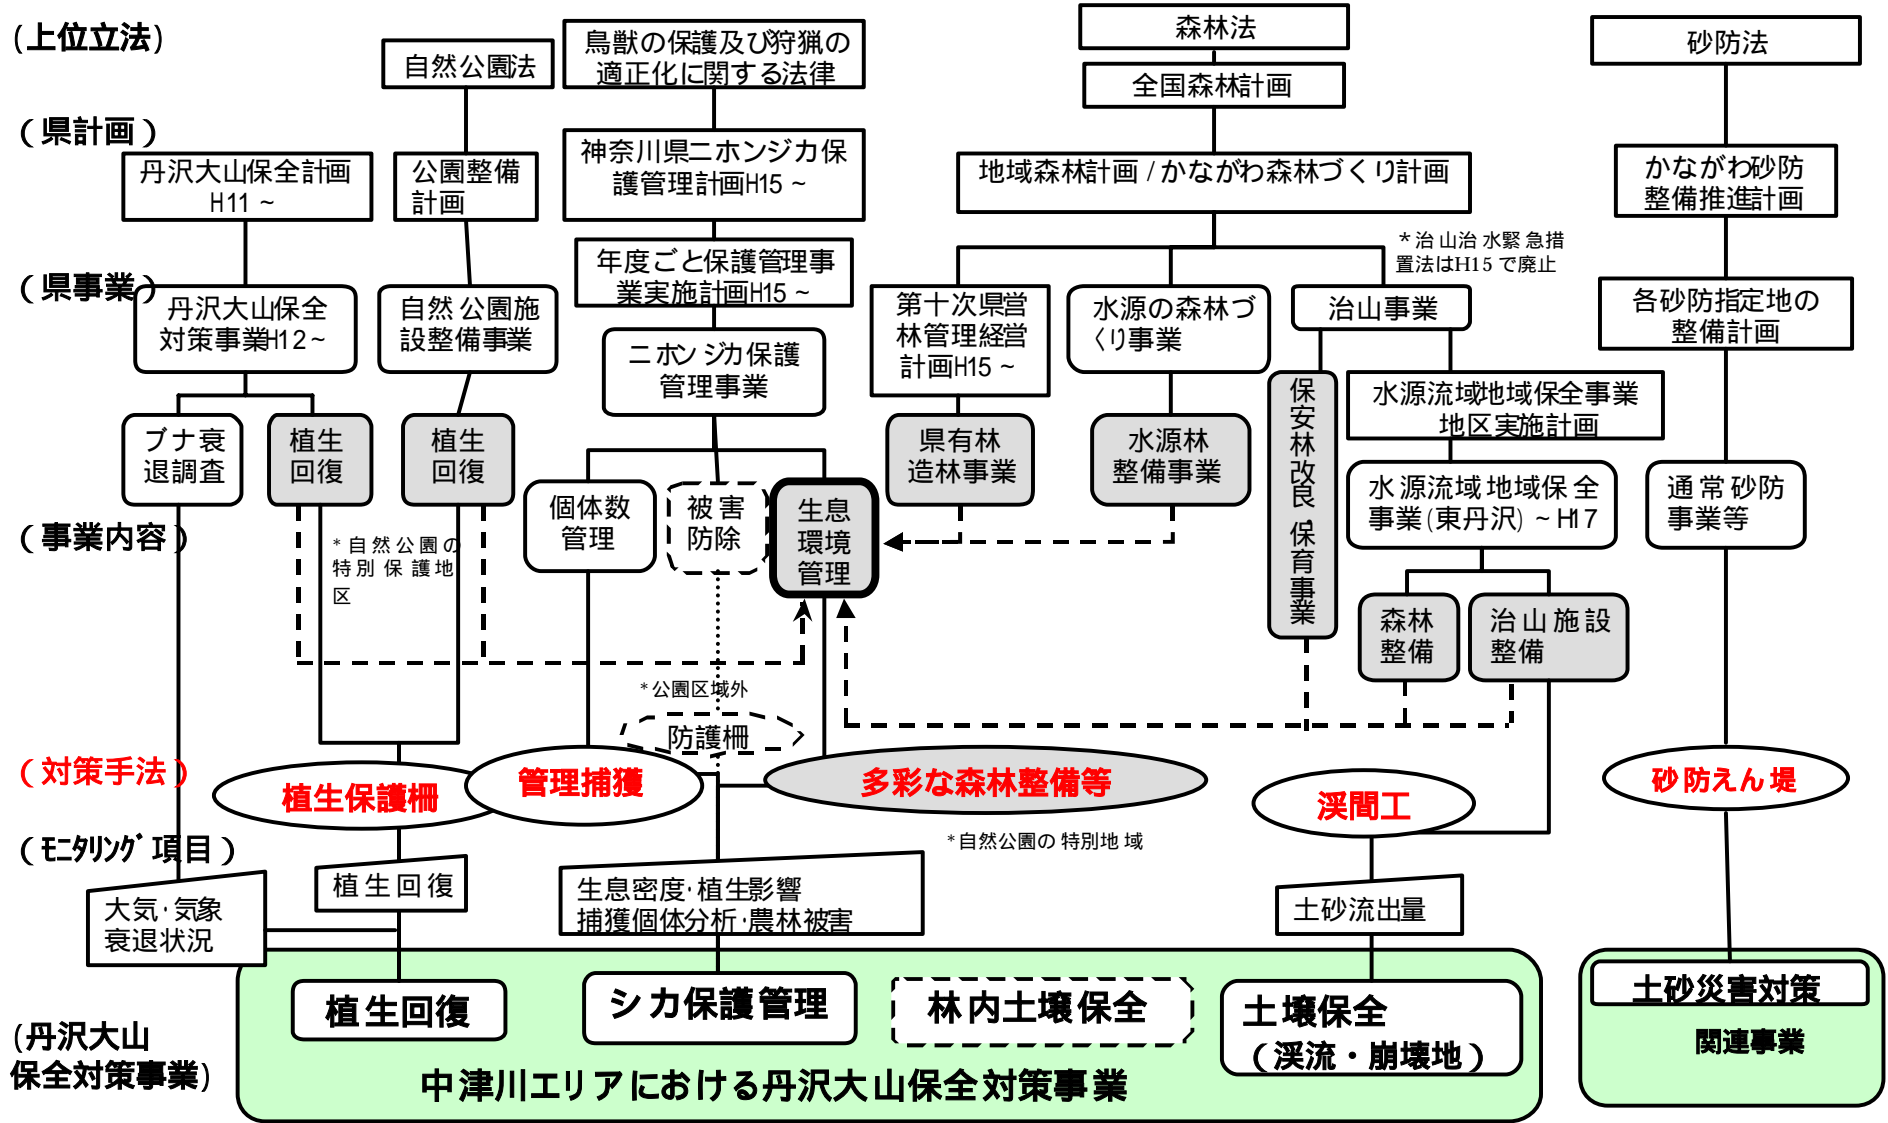 (上位立法)
自然公園法
鳥獣の保護及び狩猟の
適正化に関する法律
森林法
全国森林計画
砂防法
(県計画)
丹沢大山保全計画
H11～
公園整備
計画
神奈川県ニホンジカ保
護管理計画H15～
地域森林計画/かながわ森林づくり計画
かながわ砂防
整備推進計画
年度ごと保護管理事
業実施計画H15～
*治山治水緊急措
置法はH15で廃止
(県事業)
丹沢大山保全
対策事業H12～
自然公園施
設整備事業
ニホンジカ保護
管理事業
第十次県営
林管理経営
計画H15～
水源の森林づ
くり事業
治山事業
各砂防指定地の
整備計画
ブナ衰
退調査
植生
回復
植生
回復
県有林
造林事業
水源林
整備事業
保安林改良、保育事業
水源流域地域保全事業
地区実施計画
水源流域地域保全
事業(東丹沢)～H17
通常砂防
事業等
(事業内容)
*自然公園の
特別保護地
区
個体数
管理
被害
防除
生息
環境
管理
森林
整備
治山施設
整備
*公園区域外
防護柵
(対策手法)
植生保護柵
管理捕獲
多彩な森林整備等
渓間工
砂防えん堤
*自然公園の特別地域
(ﾓﾆﾀﾘﾝｸﾞ項目)
大気・気象
衰退状況
植生回復
生息密度・植生影響
捕獲個体分析・農林被害
土砂流出量
(丹沢大山
保全対策事業)
植生回復
シカ保護管理
林内土壌保全
土壌保全
(渓流・崩壊地)
中津川エリアにおける丹沢大山保全対策事業
土砂災害対策
関連事業